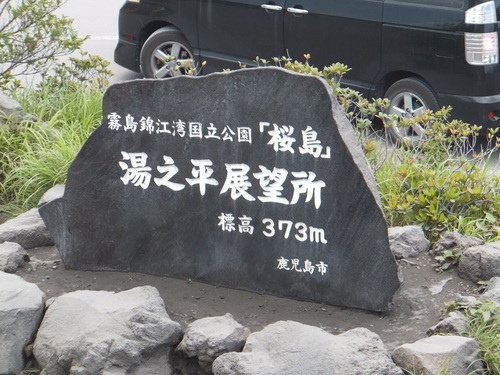 霧島錦江湾国立公園「桜島」
湯之平展望所
標高 373m
鹿児島市